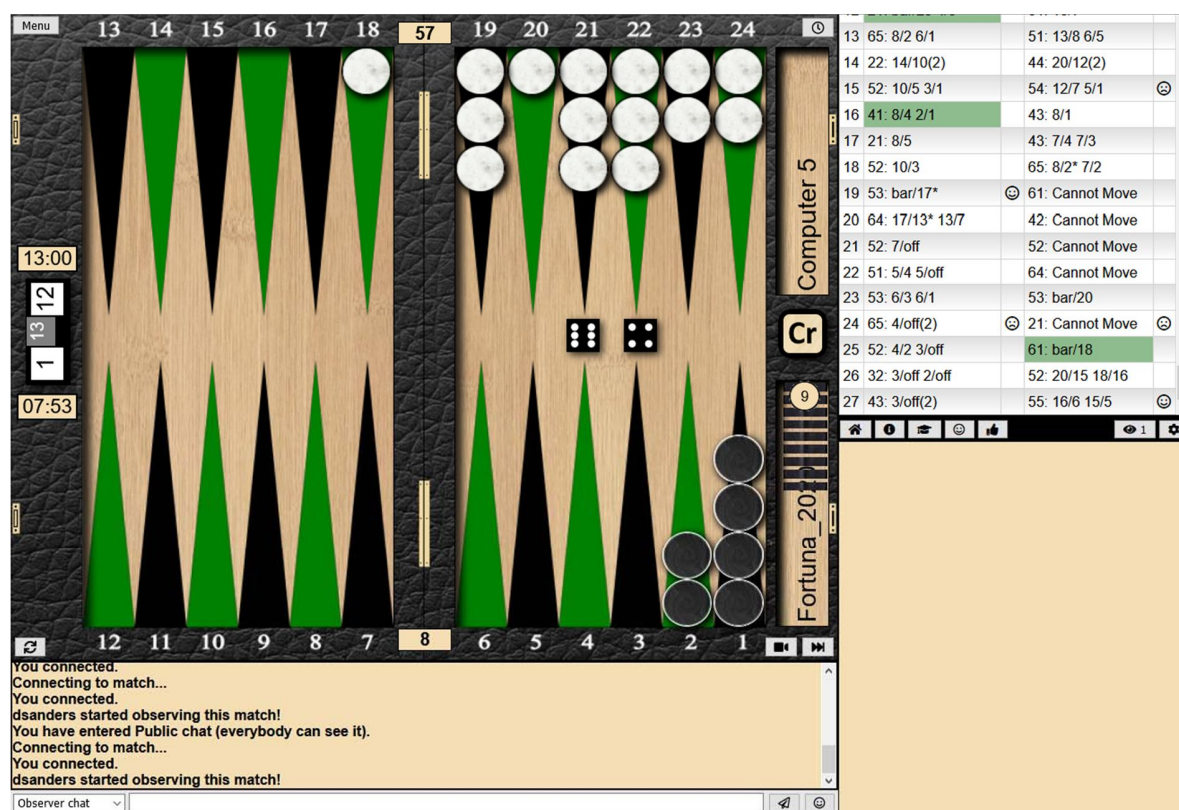 Menu
13 14 15 16 17 18 57 19 20 21 22 23 24
Computer 5
13:00
12
13
1
07:53
Cr
9
Fortuna_202
12 11 10 9 8 7 8 6 5 4 3 2 1
13 65: 8/2 6/1 51: 13/8 6/5
14 22: 14/10(2) 44: 20/12(2)
15 52: 10/5 3/1 54: 12/7 5/1
16 41: 8/4 2/1 43: 8/1
17 21: 8/5 43: 7/4 7/3
18 52: 10/3 65: 8/2* 7/2
19 53: bar/17* 61: Cannot Move
20 64: 17/13* 13/7 42: Cannot Move
21 52: 7/off 52: Cannot Move
22 51: 5/4 5/off 64: Cannot Move
23 53: 6/3 6/1 53: bar/20
24 65: 4/off(2) 21: Cannot Move
25 52: 4/2 3/off 61: bar/18
26 32: 3/off 2/off 52: 20/15 18/16
27 43: 3/off(2) 55: 16/6 15/5
1
You connected.
Connecting to match...
You connected.
dsanders started observing this match!
You have entered Public chat (everybody can see it).
Connecting to match...
You connected.
dsanders started observing this match!
Observer chat